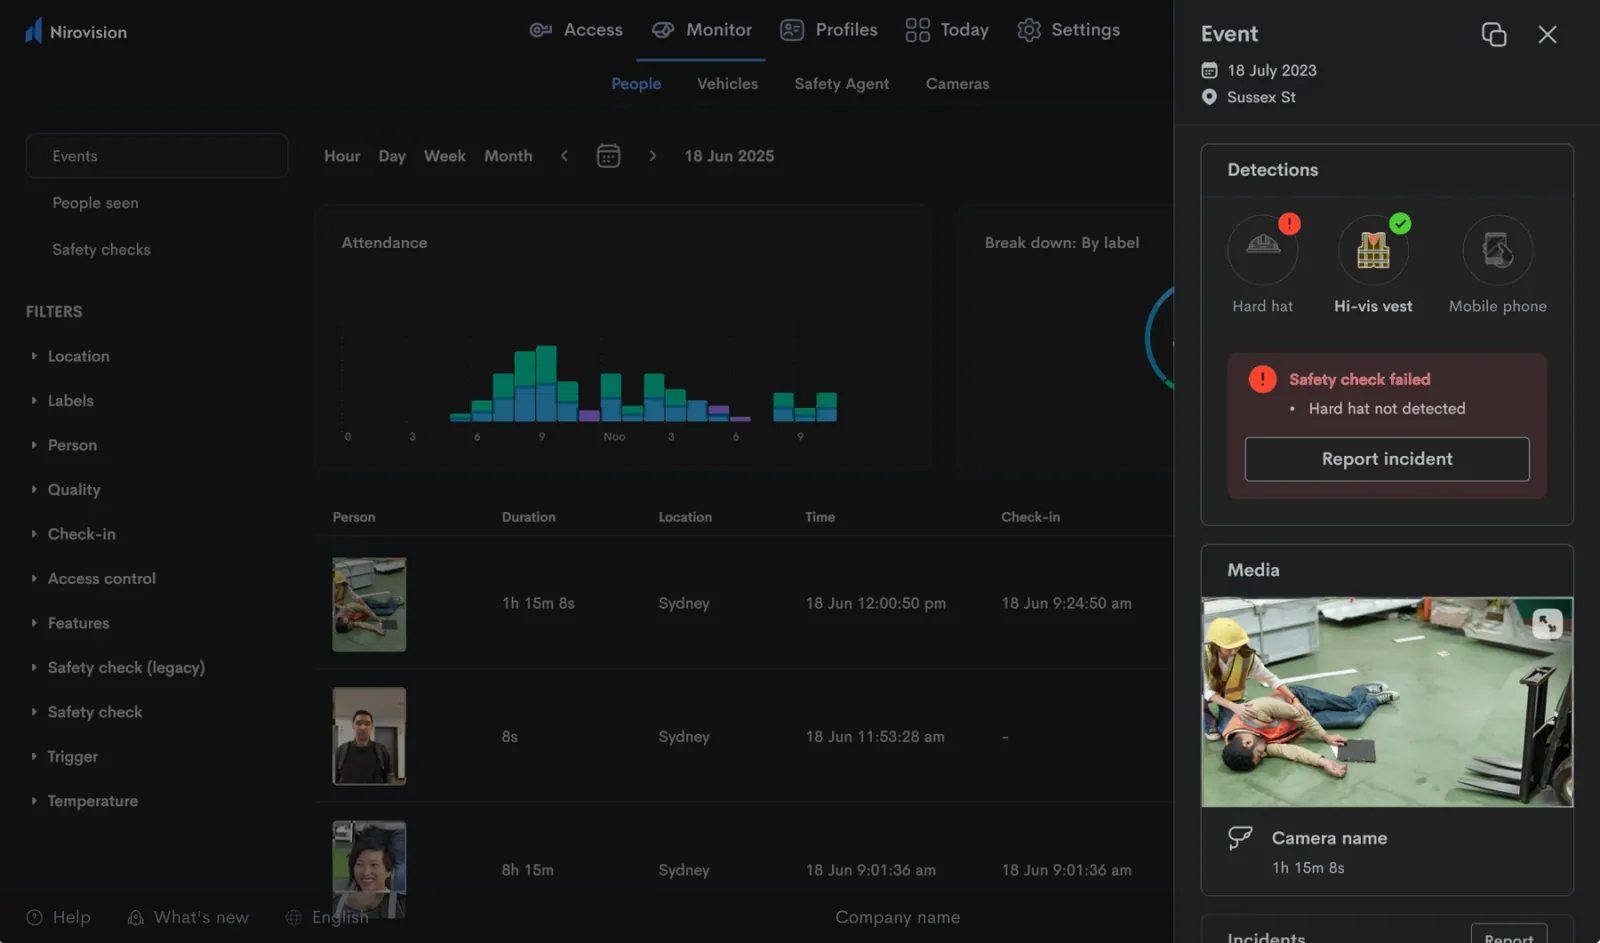 Nirovision
Access
Monitor
Profiles
Today
Settings
People
Vehicles
Safety Agent
Cameras
Events
People seen
Safety checks
FILTERS
Location
Labels
Person
Quality
Check-in
Access control
Features
Safety check (legacy)
Safety check
Trigger
Temperature
Hour Day Week Month
18 Jun 2025
Attendance
0 3 6 9 Noo 3 6 9
Break down: By label
Person Duration Location Time Check-in
1h 15m 8s Sydney 18 Jun 12:00:50 pm 18 Jun 9:24:50 am
8s Sydney 18 Jun 11:53:28 am -
8h 15m Sydney 18 Jun 9:01:36 am 18 Jun 9:01:36 am
Help
What's new
English
Company name
Event
18 July 2023
Sussex St
Detections
Hard hat
Hi-vis vest
Mobile phone
Safety check failed
• Hard hat not detected
Report incident
Media
Camera name
1h 15m 8s
Incidents
Report